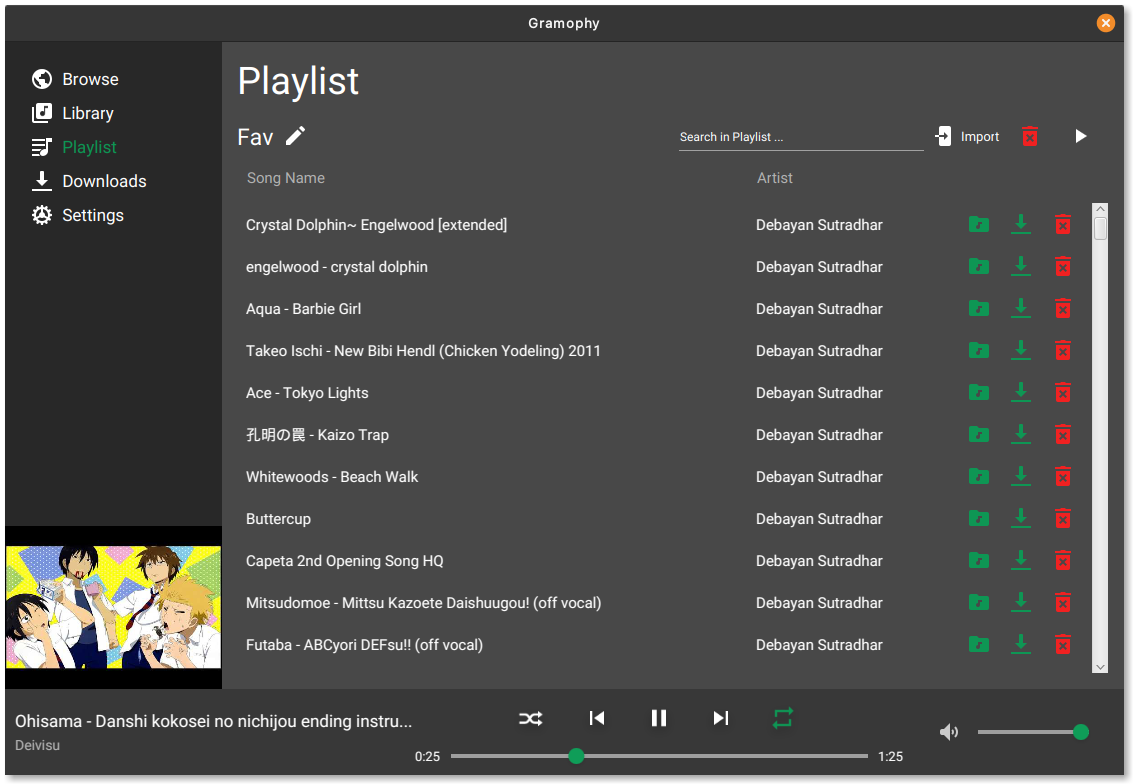 Gramophy
Browse
Library
Playlist
Downloads
Settings
Playlist
Fav
Search in Playlist ...
Import
Song Name Artist
Crystal Dolphin~ Engelwood [extended] Debayan Sutradhar
engelwood - crystal dolphin Debayan Sutradhar
Aqua - Barbie Girl Debayan Sutradhar
Takeo Ischi - New Bibi Hendl (Chicken Yodeling) 2011 Debayan Sutradhar
Ace - Tokyo Lights Debayan Sutradhar
孔明の罠 - Kaizo Trap Debayan Sutradhar
Whitewoods - Beach Walk Debayan Sutradhar
Buttercup Debayan Sutradhar
Capeta 2nd Opening Song HQ Debayan Sutradhar
Mitsudomoe - Mittsu Kazoete Daishuugou! (off vocal) Debayan Sutradhar
Futaba - ABCyori DEFsu!! (off vocal) Debayan Sutradhar
Ohisama - Danshi kokosei no nichijou ending instru...
Deivisu
0:25 1:25